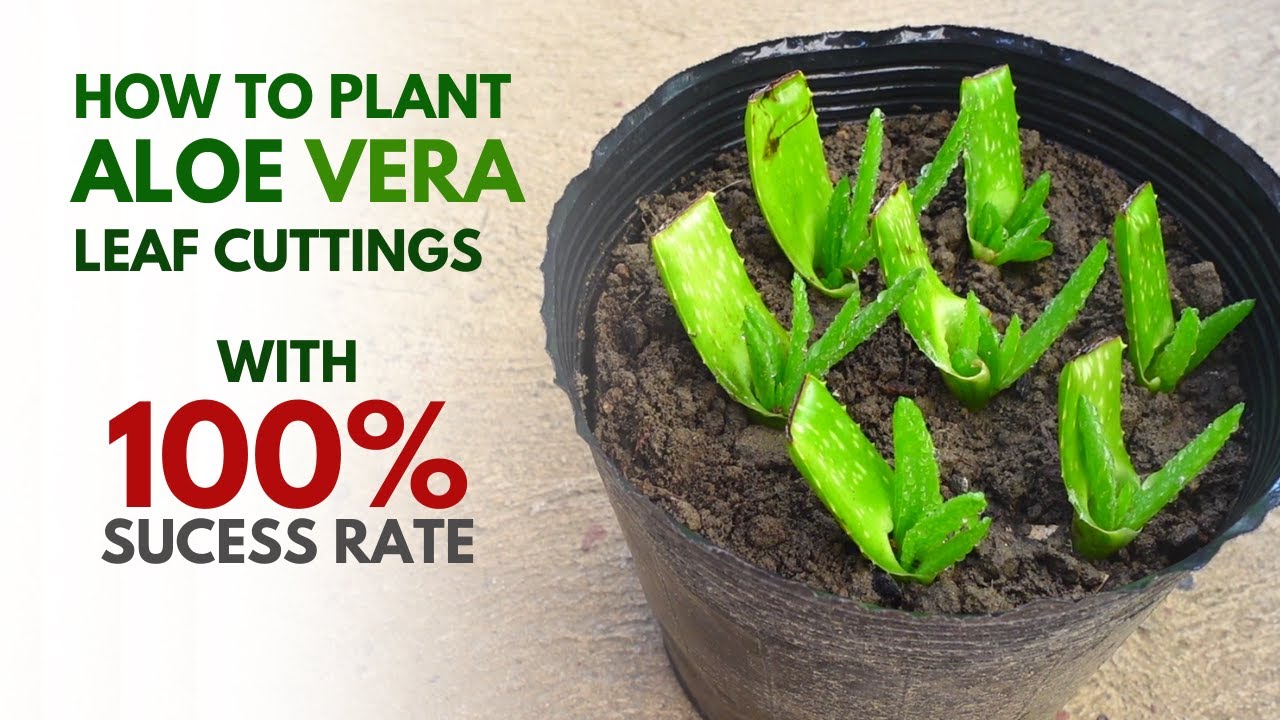 HOW TO PLANT
ALOE VERA
LEAF CUTTINGS
WITH
100%
SUCESS RATE